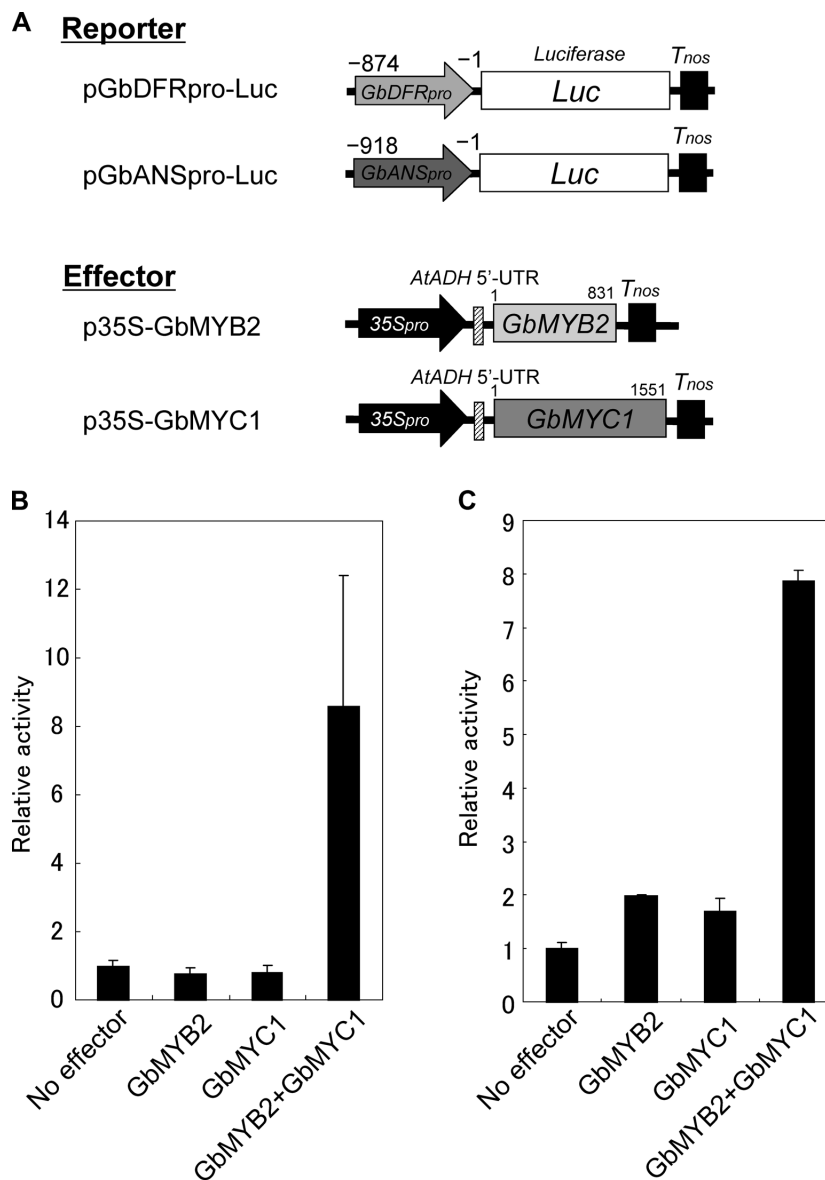 A
Reporter
pGbDFRpro-Luc
−874
−1
Luciferase
Tnos
GbDFRpro
Luc
pGbANSpro-Luc
−918
−1
Tnos
GbANSpro
Luc
Effector
p35S-GbMYB2
AtADH 5’-UTR
1
831
Tnos
35Spro
GbMYB2
p35S-GbMYC1
AtADH 5’-UTR
1
1551
Tnos
35Spro
GbMYC1
B
Relative activity
14
12
10
8
6
4
2
0
No effector
GbMYB2
GbMYC1
GbMYB2+GbMYC1
C
Relative activity
9
8
7
6
5
4
3
2
1
0
No effector
GbMYB2
GbMYC1
GbMYB2+GbMYC1